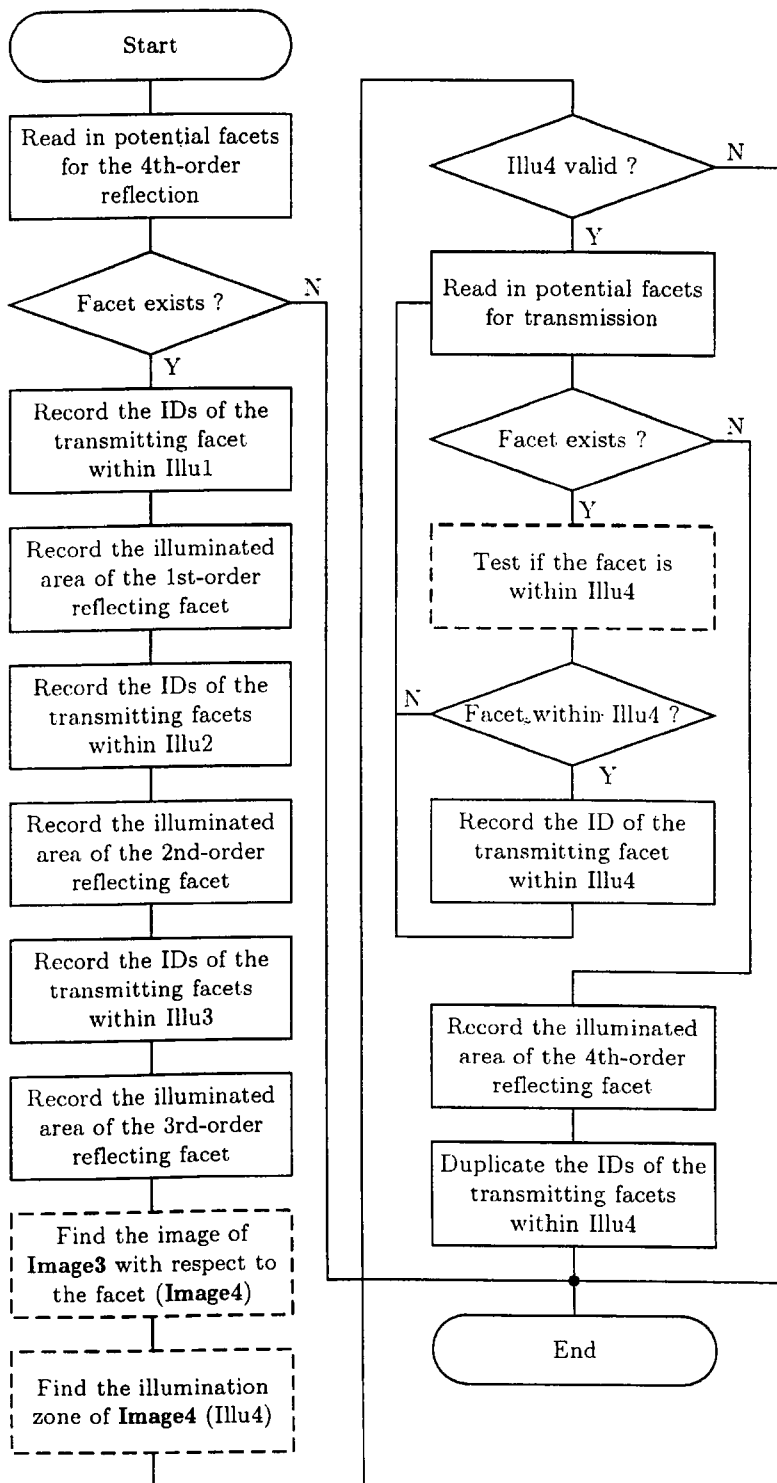 Start
Read in potential facets
for the 4th-order
reflection
Facet exists ?
N
Y
Record the IDs of the
transmitting facet
within Illu1
Record the illuminated
area of the 1st-order
reflecting facet
Record the IDs of the
transmitting facets
within Illu2
Record the illuminated
area of the 2nd-order
reflecting facet
Record the IDs of the
transmitting facets
within Illu3
Record the illuminated
area of the 3rd-order
reflecting facet
Find the image of
Image3 with respect to
the facet (Image4)
Find the illumination
zone of Image4 (Illu4)
Illu4 valid ?
N
Y
Read in potential facets
for transmission
Facet exists ?
N
Y
Test if the facet is
within Illu4
N
Facet within Illu4 ?
Y
Record the ID of the
transmitting facet
within Illu4
Record the illuminated
area of the 4th-order
reflecting facet
Duplicate the IDs of the
transmitting facets
within Illu4
End